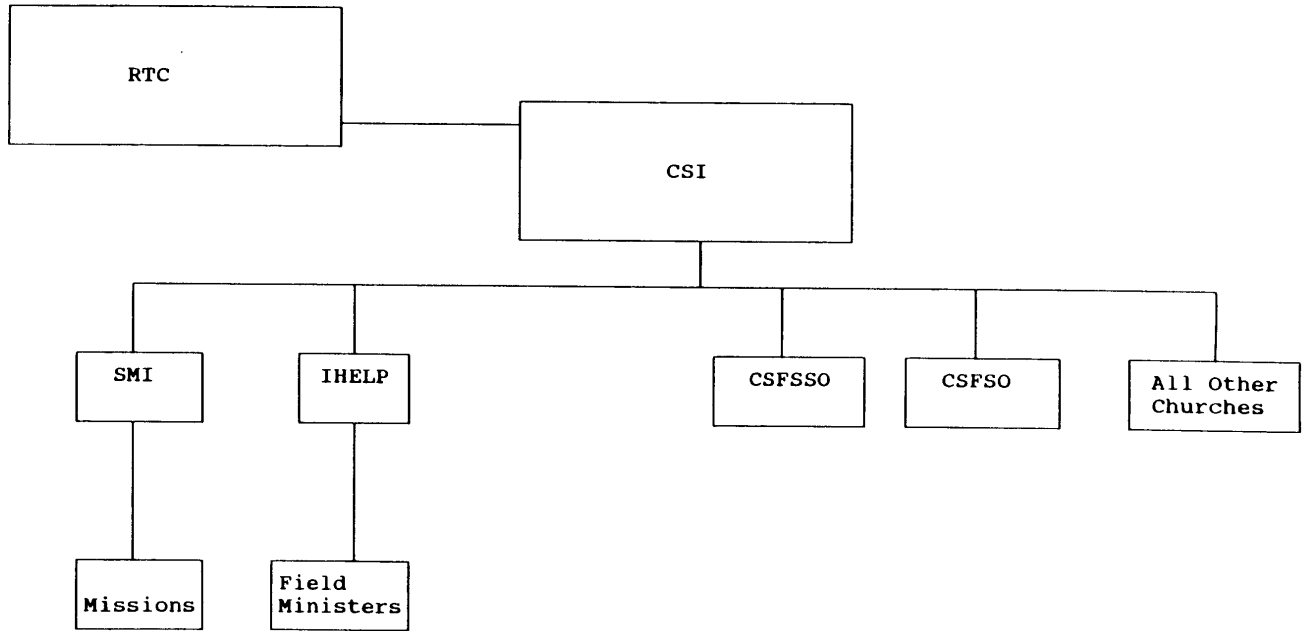 RTC
CSI
SMI
IHELP
CSFSSO
CSFSO
All Other
Churches
Missions
Field
Ministers